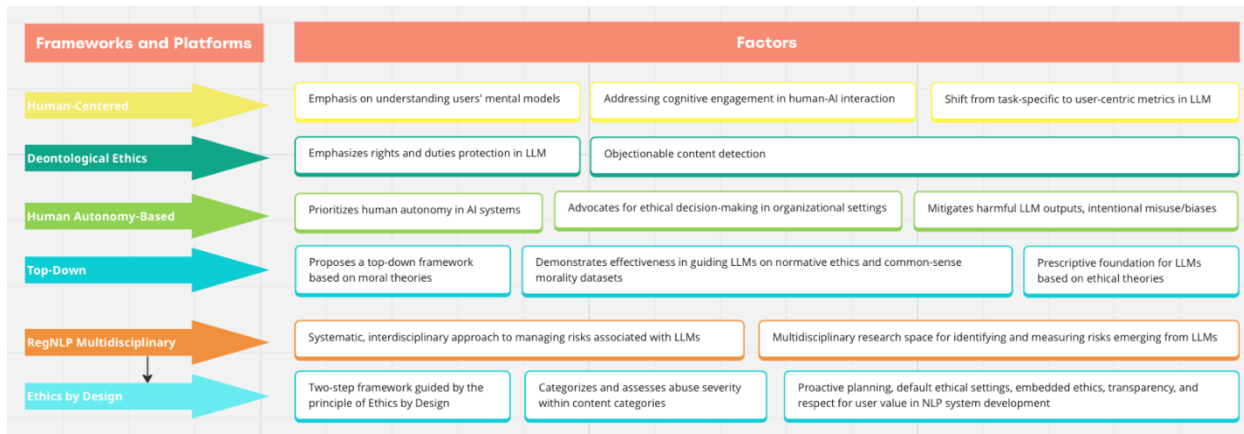 Frameworks and Platforms
Factors
Human-Centered
Emphasis on understanding users' mental models
Addressing cognitive engagement in human-AI interaction
Shift from task-specific to user-centric metrics in LLM
Deontological Ethics
Emphasizes rights and duties protection in LLM
Objectionable content detection
Human Autonomy-Based
Prioritizes human autonomy in AI systems
Advocates for ethical decision-making in organizational settings
Mitigates harmful LLM outputs, intentional misuse/biases
Top-Down
Proposes a top-down framework
based on moral theories
Demonstrates effectiveness in guiding LLMs on normative ethics and common-sense
morality datasets
Prescriptive foundation for LLMs
based on ethical theories
RegNLP Multidisciplinary
Systematic, interdisciplinary approach to managing risks associated with LLMs
Multidisciplinary research space for identifying and measuring risks emerging from LLMs
Ethics by Design
Two-step framework guided by the
principle of Ethics by Design
Categorizes and assesses abuse severity
within content categories
Proactive planning, default ethical settings, embedded ethics, transparency, and
respect for user value in NLP system development